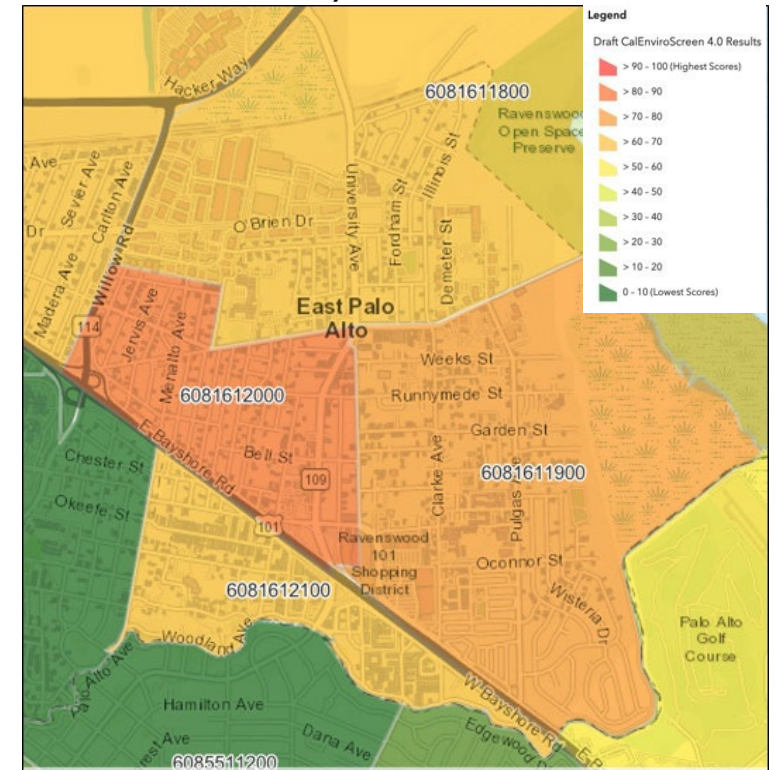 Legend
Draft CalEnviroScreen 4.0 Results
> 90 - 100 (Highest Scores)
> 80 - 90
> 70 - 80
> 60 - 70
> 50 - 60
> 40 - 50
> 30 - 40
> 20 - 30
> 10 - 20
0 - 10 (Lowest Scores)
Hacker Way
6081611800
Ravenswood
Open Space
Preserve
Ave
Sevier Ave
Carlton Ave
Dr
Madera Ave
Willow Rd
O'Brien Dr
University Ave
Fordham St
Illinois St
Demeter St
East Palo
Alto
114
Jervis Ave
Menalto Ave
6081612000
Weeks St
Runnymede St
Garden St
Clarke Ave
6081611900
Pulgas Ave
E Bayshore Rd
Bell St
109
Chester St
Okeefe St
101
Ravenswood
101
Shopping
District
Oconnor St
Wisteria Dr
6081612100
Woodland Ave
Palo Alto Ave
Palo Alto
Golf
Course
Hamilton Ave
W Bayshore Rd
Dana Ave
Edgewood D
rest Ave
6085511200